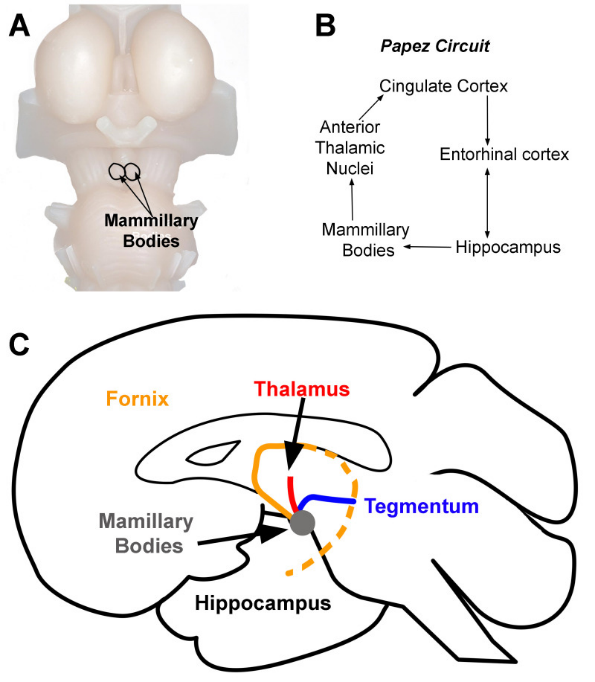 A
Mammillary
Bodies
B
Papez Circuit
Cingulate Cortex
Anterior
Thalamic
Nuclei
Entorhinal cortex
Mammillary
Bodies
Hippocampus
C
Fornix
Thalamus
Tegmentum
Mamillary
Bodies
Hippocampus